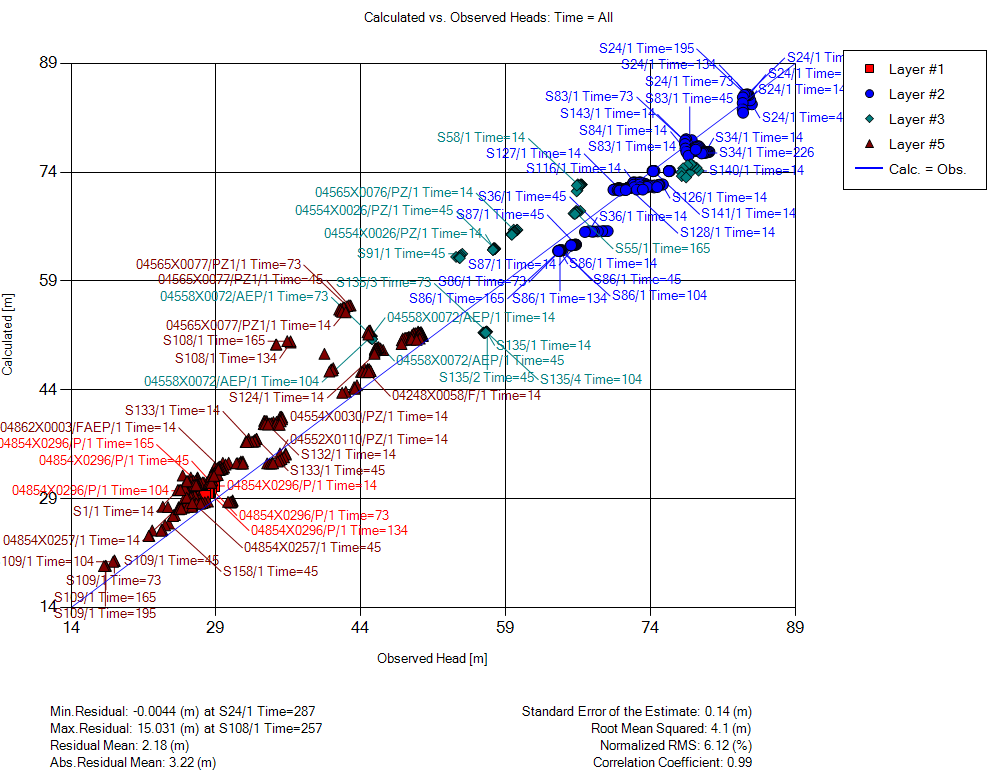 Calculated vs. Observed Heads: Time = All
S24/1 Time=195
S24/1 Tim
S24/1 Time=134
S24/1 Time=
S24/1 Time=73
S24/1 Time=14
S83/1 Time=73
S83/1 Time=45
S143/1 Time=14
S24/1 Time=4
S84/1 Time=14
S58/1 Time=14
S34/1 Time=14
S83/1 Time=14
S127/1 Time=14
S34/1 Time=226
S116/1 Time=14
S140/1 Time=14
04565X0076/PZ/1 Time=14
S36/1 Time=45
S126/1 Time=14
04554X0026/PZ/1 Time=45
S87/1 Time=45
S36/1 Time=14
S141/1 Time=14
04554X0026/PZ/1 Time=14
S128/1 Time=14
S91/1 Time=45
S55/1 Time=165
04565X0077/PZ1/1 Time=73
S87/1 Time=14
S86/1 Time=14
04565X0077/PZ1/1 Time=45
S135/3 Time=73
S86/1 Time=73
S86/1 Time=45
04558X0072/AEP/1 Time=73
S86/1 Time=165
S86/1 Time=134
S86/1 Time=104
04565X0077/PZ1/1 Time=14
04558X0072/AEP/1 Time=14
S108/1 Time=165
S135/1 Time=14
S108/1 Time=134
04558X0072/AEP/1 Time=45
04558X0072/AEP/1 Time=104
S135/2 Time=45
S135/4 Time=104
S124/1 Time=14
04248X0058/F/1 Time=14
S133/1 Time=14
04554X0030/PZ/1 Time=14
04862X0003/FAEP/1 Time=14
04552X0110/PZ/1 Time=14
04854X0296/P/1 Time=165
S132/1 Time=14
04854X0296/P/1 Time=45
S133/1 Time=45
04854X0296/P/1 Time=104
04854X0296/P/1 Time=14
S1/1 Time=14
04854X0296/P/1 Time=73
04854X0296/P/1 Time=134
04854X0257/1 Time=14
04854X0257/1 Time=45
109/1 Time=104
S109/1 Time=45
S158/1 Time=45
S109/1 Time=73
S109/1 Time=165
S109/1 Time=195
Layer #1
Layer #2
Layer #3
Layer #5
Calc. = Obs.
89
74
59
44
29
14
Calculated [m]
14 29 44 59 74 89
Observed Head [m]
Min.Residual: -0.0044 (m) at S24/1 Time=287
Max.Residual: 15.031 (m) at S108/1 Time=257
Residual Mean: 2.18 (m)
Abs.Residual Mean: 3.22 (m)
Standard Error of the Estimate: 0.14 (m)
Root Mean Squared: 4.1 (m)
Normalized RMS: 6.12 (%)
Correlation Coefficient: 0.99